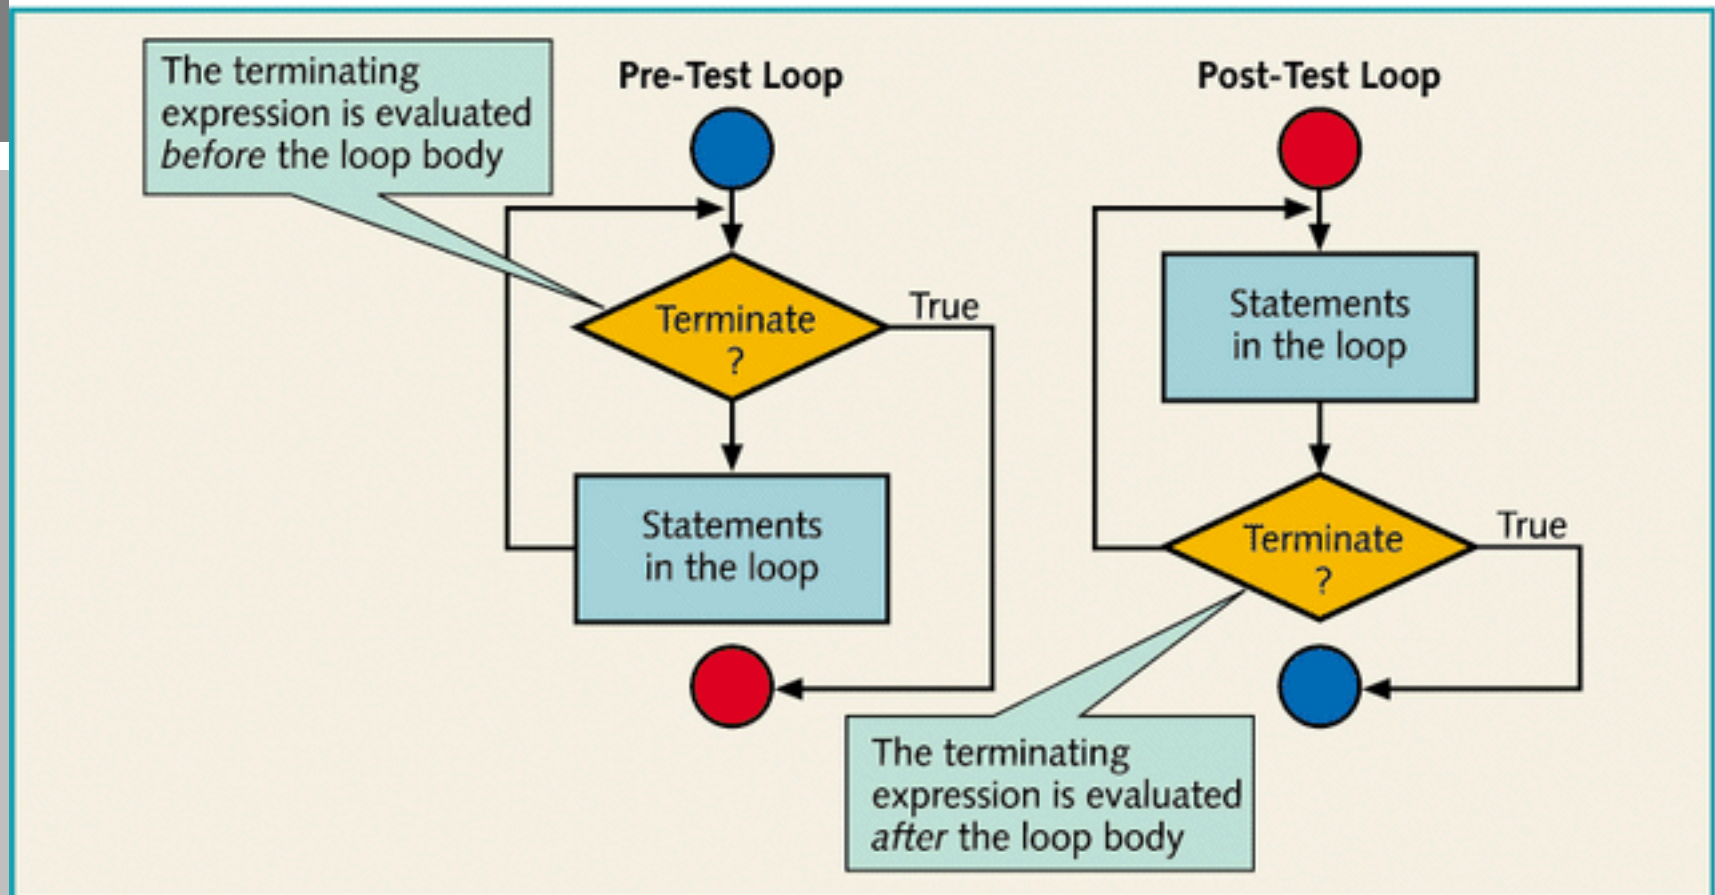 The terminating
expression is evaluated
before the loop body
Pre-Test Loop
Terminate
?
True
Statements
in the loop
Post-Test Loop
Statements
in the loop
Terminate
?
True
The terminating
expression is evaluated
after the loop body